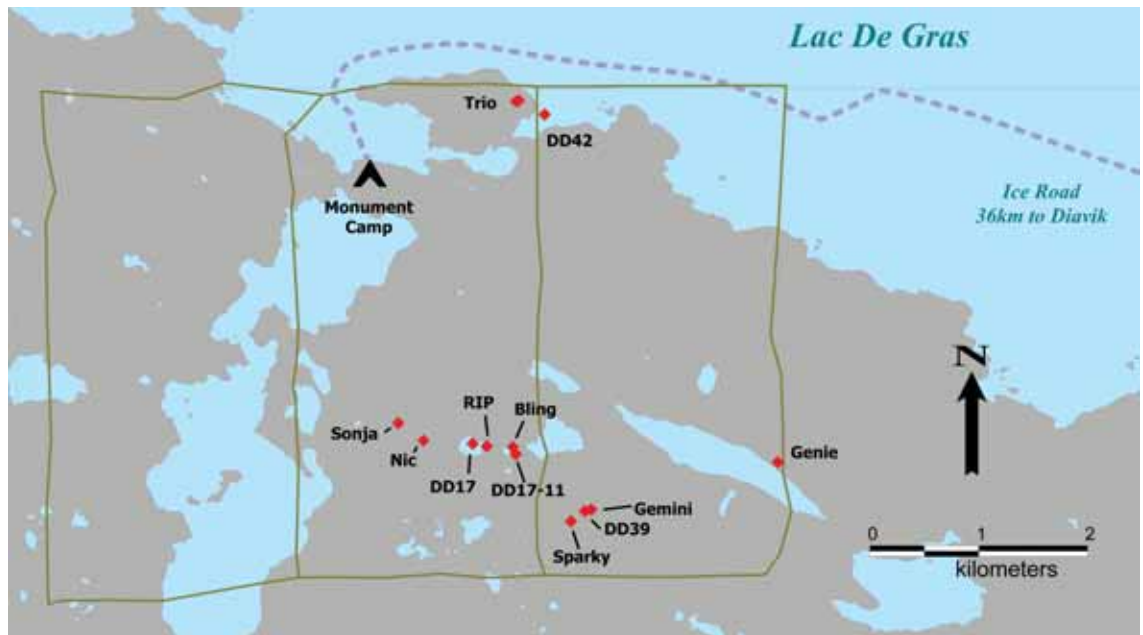 Lac De Gras
Trio
DD42
Monument
Camp
Ice Road
36km to Diavik
N
RIP
Bling
Sonja
Nic
Genie
DD17
DD17-11
Gemini
DD39
Sparky
0 1 2
kilometers